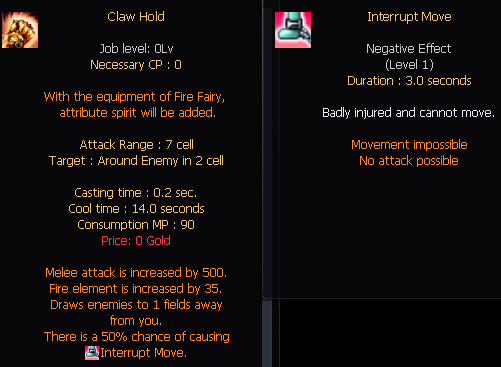 Claw Hold
Job level: 0Lv
Necessary CP : 0
With the equipment of Fire Fairy,
attribute spirit will be added.
Attack Range : 7 cell
Target : Around Enemy in 2 cell
Casting time : 0.2 sec.
Cool time : 14.0 seconds
Consumption MP : 90
Price: 0 Gold
Melee attack is increased by 500.
Fire element is increased by 35.
Draws enemies to 1 fields away
from you.
There is a 50% chance of causing
Interrupt Move.
Interrupt Move
Negative Effect
(Level 1)
Duration : 3.0 seconds
Badly injured and cannot move.
Movement impossible
No attack possible